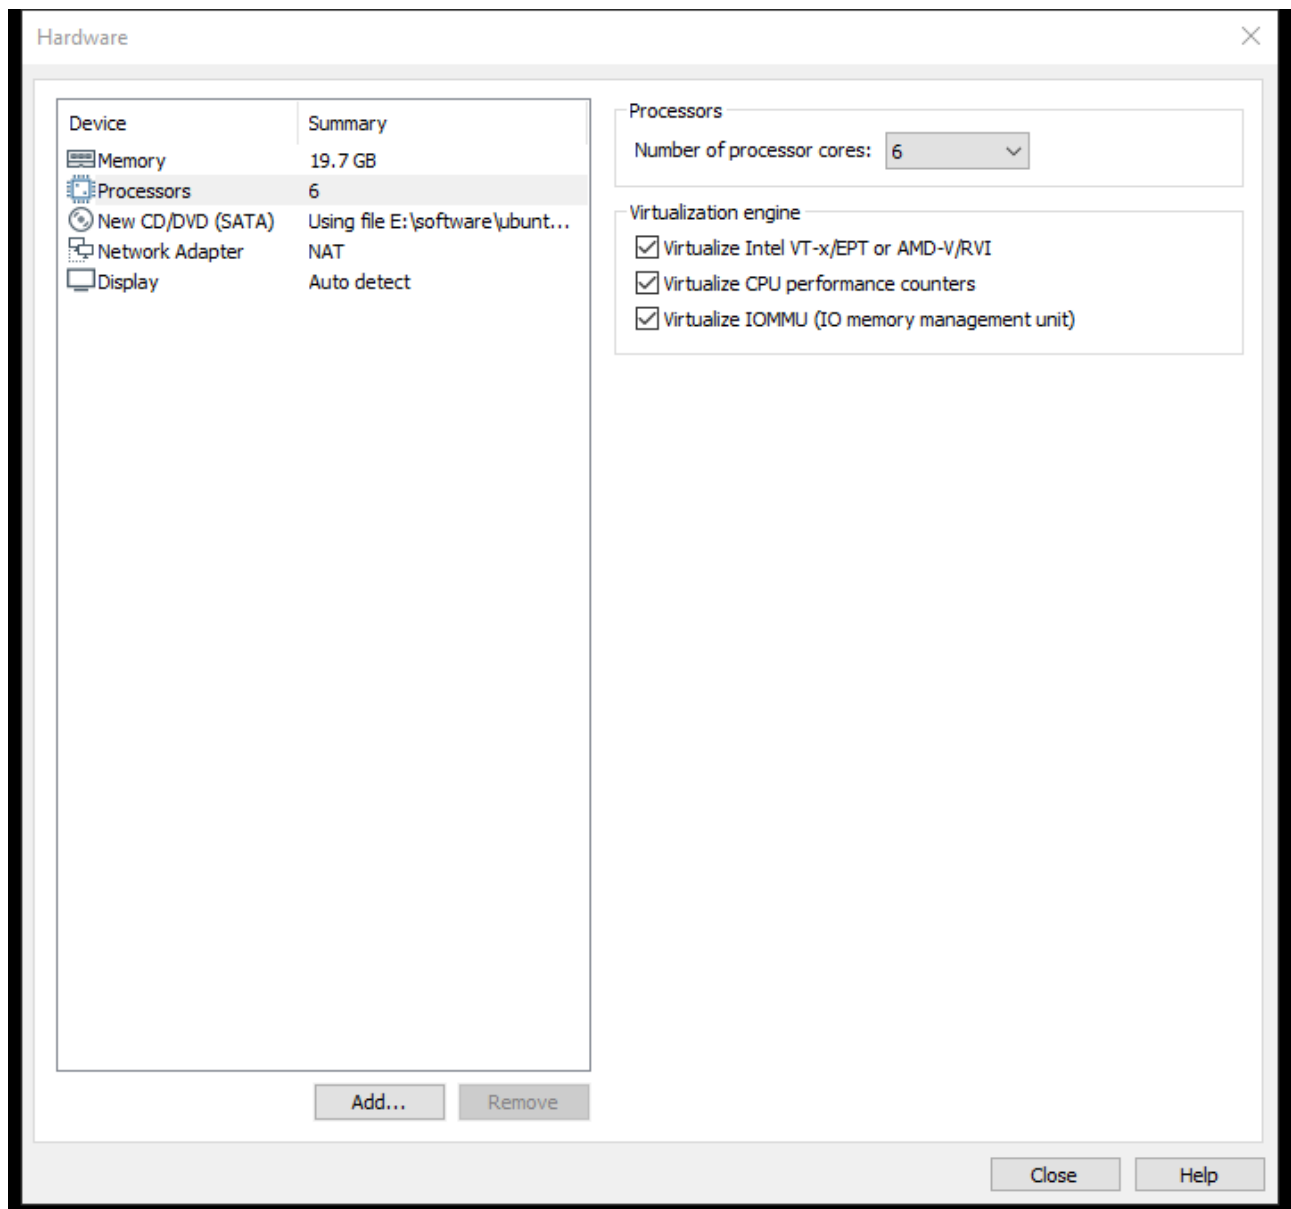 Hardware
Device Summary
Memory 19.7 GB
Processors 6
New CD/DVD (SATA) Using file E:\software\ubunt...
Network Adapter NAT
Display Auto detect
Add... Remove
Processors
Number of processor cores: 6
Virtualization engine
Virtualize Intel VT-x/EPT or AMD-V/RVI
Virtualize CPU performance counters
Virtualize IOMMU (IO memory management unit)
Close Help